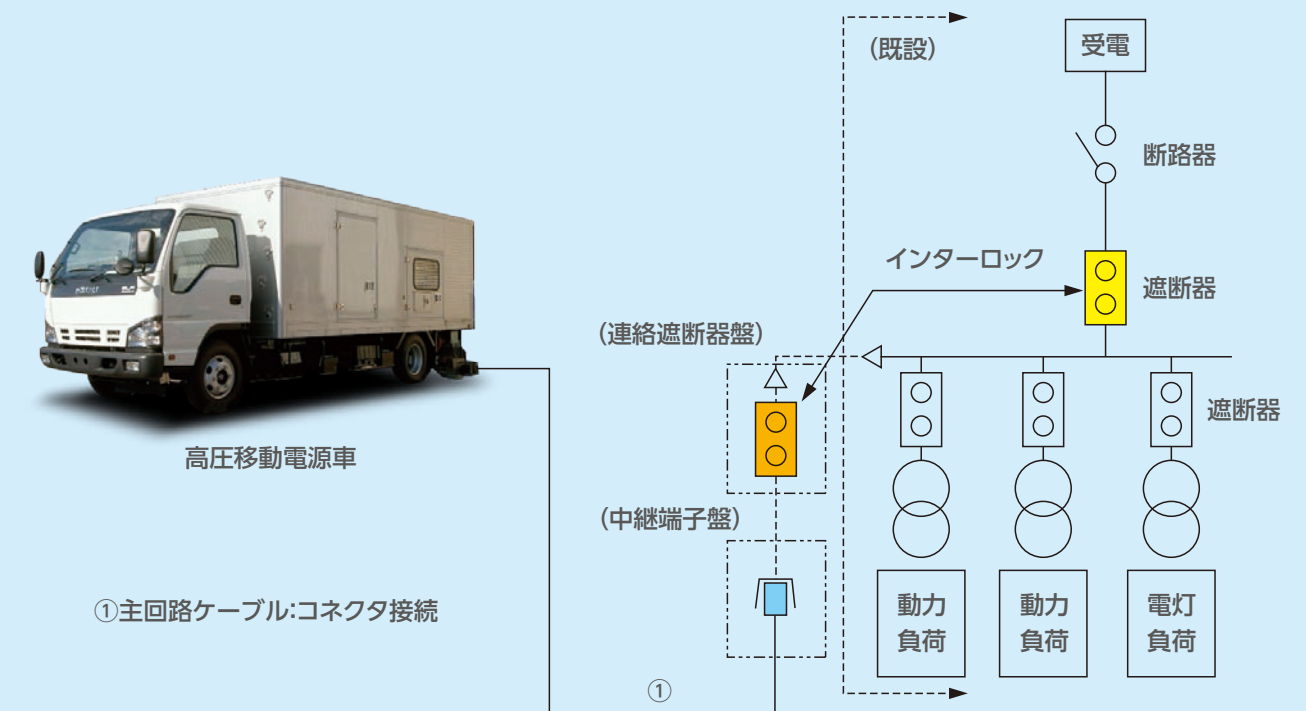 (既設)
受電
断路器
インターロック
遮断器
(連絡遮断器盤)
遮断器
高圧移動電源車
(中継端子盤)
①主回路ケーブル:コネクタ接続
動力
負荷
動力
負荷
電灯
負荷
①